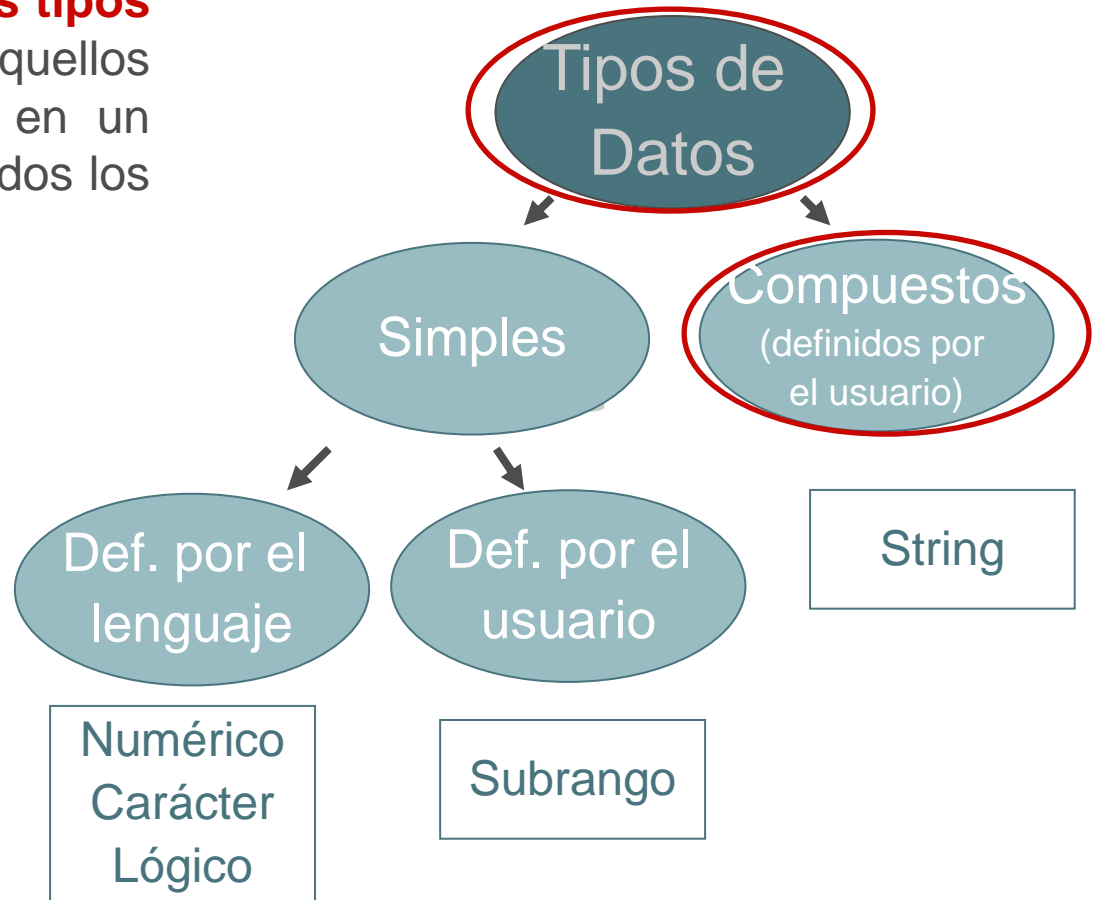 s tipos
quellos
en un
dos los
Tipos de
Datos
Simples
Compuestos
(definidos por
el usuario)
Def. por el
lenguaje
Def. por el
usuario
String
Numérico
Carácter
Lógico
Subrango